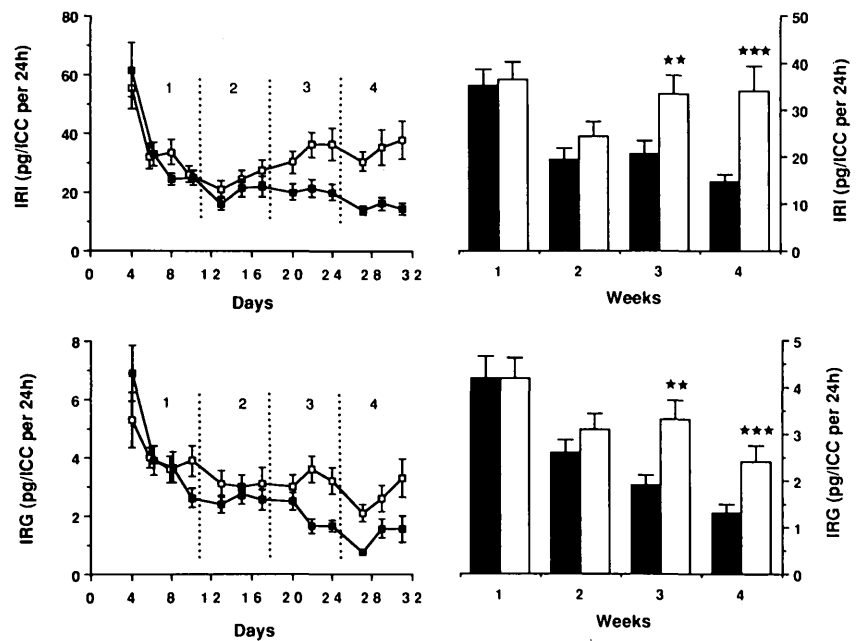 80
60
40
20
0
IRI (pg/ICC per 24h)
1 2 3 4
0 4 8 12 16 20 24 28 32
Days
★★ ★★★
50
40
30
20
10
0
IRI (pg/ICC per 24h)
1 2 3 4
Weeks
8
6
4
2
0
IRG (pg/ICC per 24h)
1 2 3 4
0 4 8 12 16 20 24 28 32
Days
★★ ★★★
5
4
3
2
1
0
IRG (pg/ICC per 24h)
1 2 3 4
Weeks